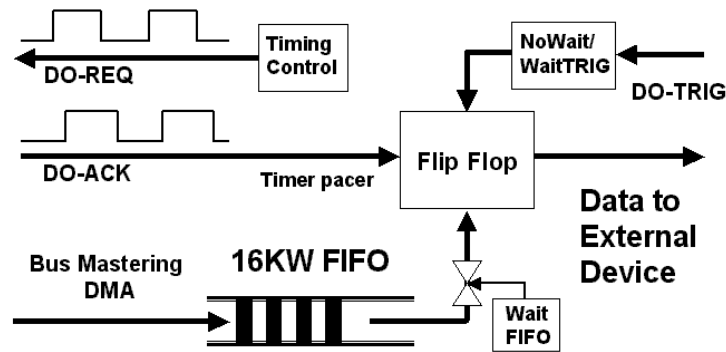 Timing
Control
DO-REQ
NoWait/
WaitTRIG
DO-TRIG
DO-ACK
Timer pacer
Flip Flop
Data to
External
Device
Bus Mastering
DMA
16KW FIFO
Wait
FIFO